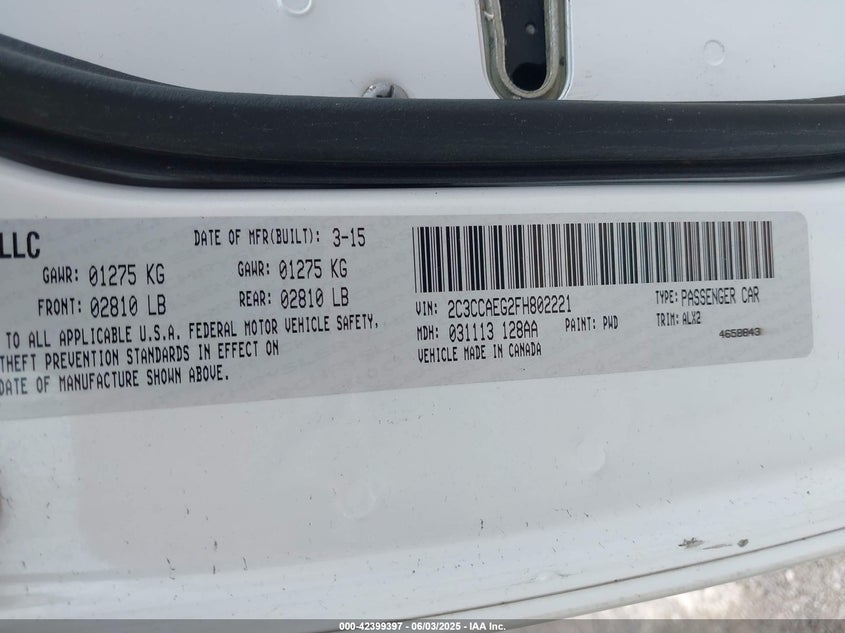 LLC
DATE OF MFR(BUILT): 3-15
GAWR: 01275 KG
GAWR: 01275 KG
FRONT: 02810 LB
REAR: 02810 LB
TO ALL APPLICABLE U.S.A. FEDERAL MOTOR VEHICLE SAFETY,
THEFT PREVENTION STANDARDS IN EFFECT ON
DATE OF MANUFACTURE SHOWN ABOVE.
VIN: 2C3CCAEG2FH802221
TYPE: PASSENGER CAR
MDH: 031113 128AA
PAINT: PWD
TRIM: ALX2
VEHICLE MADE IN CANADA
4658843
000-42399397 - 06/03/2025 - IAA Inc.